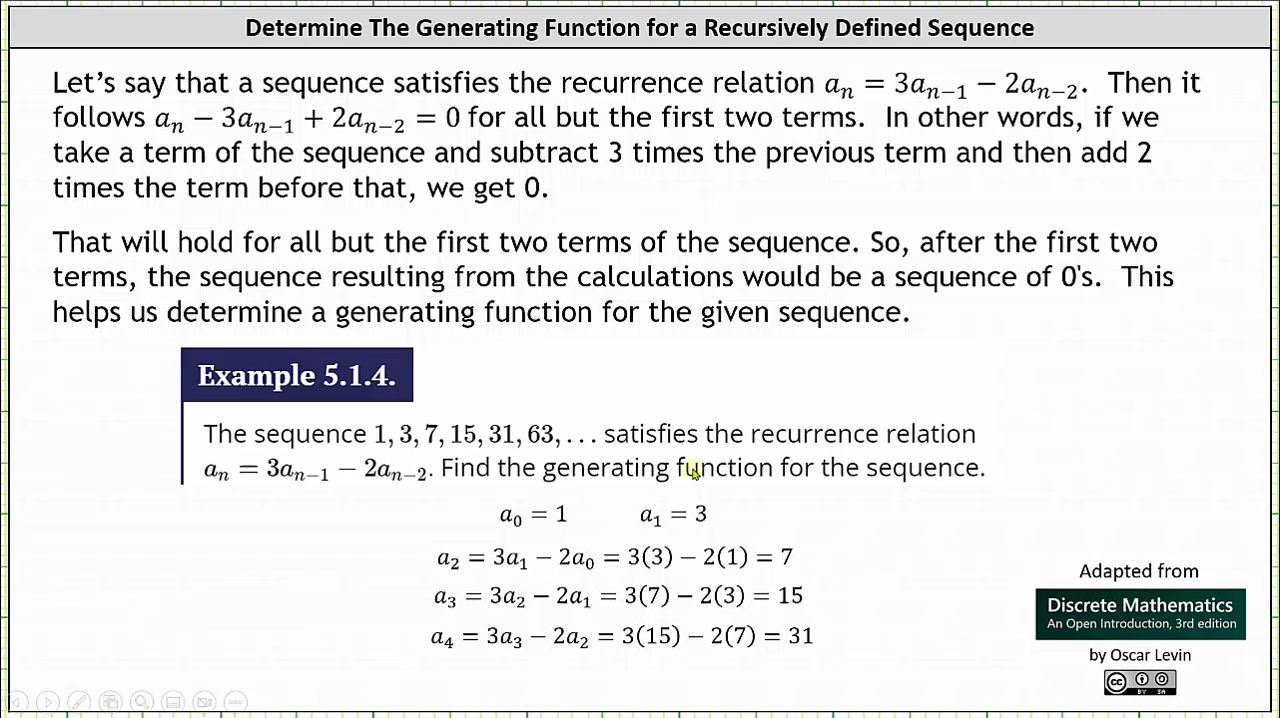 Determine The Generating Function for a Recursively Defined Sequence
Let's say that a sequence satisfies the recurrence relation aₙ = 3aₙ₋₁ − 2aₙ₋₂. Then it
follows aₙ − 3aₙ₋₁ + 2aₙ₋₂ = 0 for all but the first two terms. In other words, if we
take a term of the sequence and subtract 3 times the previous term and then add 2
times the term before that, we get 0.
That will hold for all but the first two terms of the sequence. So, after the first two
terms, the sequence resulting from the calculations would be a sequence of 0's. This
helps us determine a generating function for the given sequence.
Example 5.1.4.
The sequence 1, 3, 7, 15, 31, 63, . . . satisfies the recurrence relation
aₙ = 3aₙ₋₁ − 2aₙ₋₂. Find the generating function for the sequence.
a₀ = 1 a₁ = 3
a₂ = 3a₁ − 2a₀ = 3(3) − 2(1) = 7
a₃ = 3a₂ − 2a₁ = 3(7) − 2(3) = 15
a₄ = 3a₃ − 2a₂ = 3(15) − 2(7) = 31
Adapted from
Discrete Mathematics
An Open Introduction, 3rd edition
by Oscar Levin
cc
BY SA